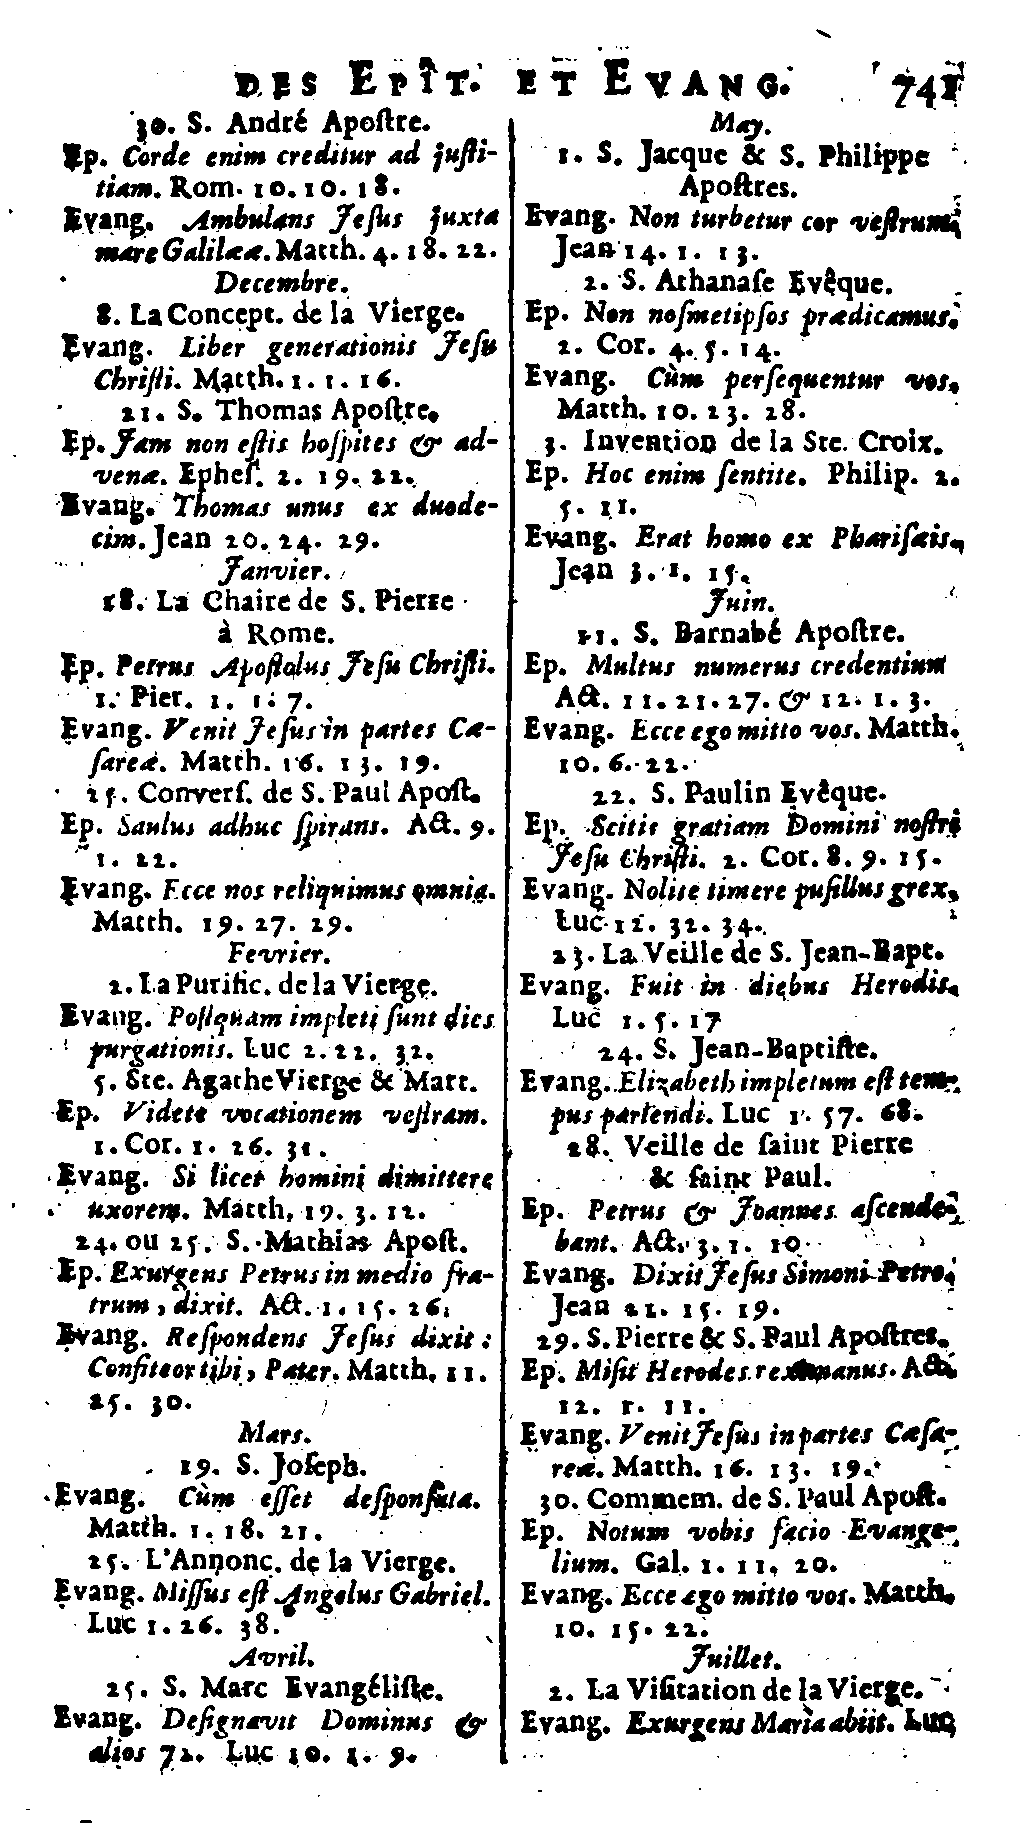 DES EPÎT. ET EVANG. 741
30. S. André Apoſtre.
Ep. Corde enim creditur ad juſti-
tiam. Rom. 10. 10. 18.
Evang. Ambulans Jeſus juxta
mare Galilææ. Matth. 4. 18. 22.
Decembre.
8. La Concept. de la Vierge.
Evang. Liber generationis Jeſu
Chriſti. Matth. 1. 1. 16.
21. S. Thomas Apoſtre.
Ep. Jam non eſtis hoſpites & ad-
venæ. Epheſ. 2. 19. 22.
Evang. Thomas unus ex duode-
cim. Jean 20. 24. 29.
Janvier.
18. La Chaire de S. Pierre
à Rome.
Ep. Petrus Apoſtolus Jeſu Chriſti.
1. Pier. 1. 1. 7.
Evang. Venit Jeſus in partes Cæ-
ſareæ. Matth. 16. 13. 19.
25. Converſ. de S. Paul Apoſt.
Ep. Saulus adhuc ſpirans. Act. 9.
1. 22.
Evang. Ecce nos reliquimus omnia.
Matth. 19. 27. 29.
Fevrier.
2. La Purific. de la Vierge.
Evang. Poſtquam impleti ſunt dies
purgationis. Luc 2. 22. 32.
5. Ste. Agathe Vierge & Mart.
Ep. Videte vocationem veſtram.
1. Cor. 1. 26. 31.
Evang. Si licet homini dimittere
uxorem. Matth. 19. 3. 12.
24. ou 25. S. Mathias Apoſt.
Ep. Exurgens Petrus in medio fra-
trum, dixit. Act. 1. 15. 26.
Evang. Reſpondens Jeſus dixit :
Confiteor tibi, Pater. Matth. 11.
25. 30.
Mars.
19. S. Joſeph.
Evang. Cùm eſſet deſponſata.
Matth. 1. 18. 21.
25. L'Annonc. de la Vierge.
Evang. Miſſus eſt Angelus Gabriel.
Luc 1. 26. 38.
Avril.
25. S. Marc Evangéliſte.
Evang. Deſignavit Dominus &
alios 72. Luc 10. 1. 9.
May.
1. S. Jacque & S. Philippe
Apoſtres.
Evang. Non turbetur cor veſtrum.
Jean 14. 1. 13.
2. S. Athanaſe Evêque.
Ep. Non noſmetipſos prædicamus.
2. Cor. 4. 5. 14.
Evang. Cùm perſequentur vos.
Matth. 10. 23. 28.
3. Invention de la Ste. Croix.
Ep. Hoc enim ſentite. Philip. 2.
5. 11.
Evang. Erat homo ex Phariſæis.
Jean 3. 1. 15.
Juin.
11. S. Barnabé Apoſtre.
Ep. Multus numerus credentium
Act. 11. 21. 27. & 12. 1. 3.
Evang. Ecce ego mitto vos. Matth.
10. 6. 22.
22. S. Paulin Evêque.
Ep. Scitis gratiam Domini noſtri
Jeſu Chriſti. 2. Cor. 8. 9. 15.
Evang. Nolite timere puſillus grex.
Luc 12. 32. 34.
23. La Veille de S. Jean-Bapt.
Evang. Fuit in diebus Herodis.
Luc 1. 5. 17
24. S. Jean-Baptiſte.
Evang. Elizabeth impletum eſt tem-
pus pariendi. Luc 1. 57. 68.
28. Veille de ſaint Pierre
& ſaint Paul.
Ep. Petrus & Joannes aſcende-
bant. Act. 3. 1. 10
Evang. Dixit Jeſus Simoni Petro.
Jean 21. 15. 19.
29. S. Pierre & S. Paul Apoſtres.
Ep. Miſit Herodes rex manus. Act.
12. 1. 11.
Evang. Venit Jeſus in partes Cæſa-
reæ. Matth. 16. 13. 19.
30. Commem. de S. Paul Apoſt.
Ep. Notum vobis facio Evange-
lium. Gal. 1. 11. 20.
Evang. Ecce ego mitto vos. Matth.
10. 15. 22.
Juillet.
2. La Viſitation de la Vierge.
Evang. Exurgens Maria abiit. Luc